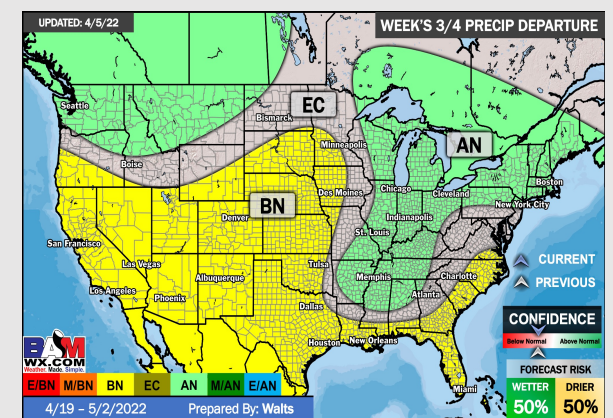 UPDATED: 4/5/22
WEEK'S 3/4 PRECIP DEPARTURE
Seattle
EC
Bismarck
Minneapolis
AN
Boise
Boston
Des Moines
Chicago
Cleveland
New York City
BN
Denver
Indianapolis
St. Louis
San Francisco
Las Vegas
Tulsa
CURRENT
Albuquerque
Memphis
Charlotte
PREVIOUS
Los Angeles
Phoenix
Atlanta
Dallas
CONFIDENCE
Houston
New Orleans
Below Normal
Above Normal
BAM
WX.COM
Weather. Made. Simple.
FORECAST RISK
E/BN M/BN BN EC AN M/AN E/AN
Miami
WETTER DRIER
50% 50%
4/19 - 5/2/2022 Prepared By: Walts